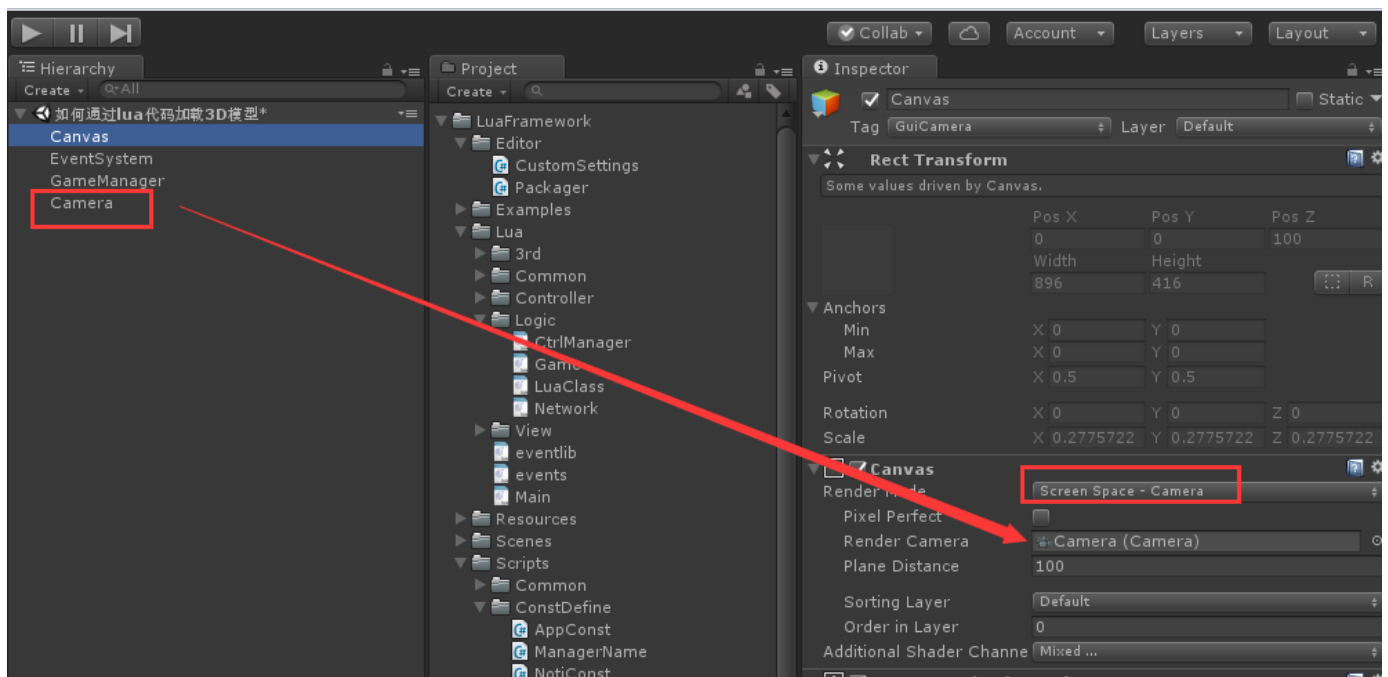 Collab
Account
Layers
Layout
Hierarchy
Create
All
如何通过lua代码加载3D模型*
Canvas
EventSystem
GameManager
Camera
Project
Create
LuaFramework
Editor
CustomSettings
Packager
Examples
Lua
3rd
Common
Controller
Logic
CtrlManager
Game
LuaClass
Network
View
eventlib
events
Main
Resources
Scenes
Scripts
Common
ConstDefine
AppConst
ManagerName
NotiConst
Inspector
Canvas Static
Tag GuiCamera Layer Default
Rect Transform
Some values driven by Canvas.
Pos X Pos Y Pos Z
0 0 100
Width Height
896 416
R
Anchors
Min X 0 Y 0
Max X 0 Y 0
Pivot X 0.5 Y 0.5
Rotation X 0 Y 0 Z 0
Scale X 0.2775722 Y 0.2775722 Z 0.2775722
Canvas
Render Mode Screen Space - Camera
Pixel Perfect
Render Camera Camera (Camera)
Plane Distance 100
Sorting Layer Default
Order in Layer 0
Additional Shader Channe Mixed ...